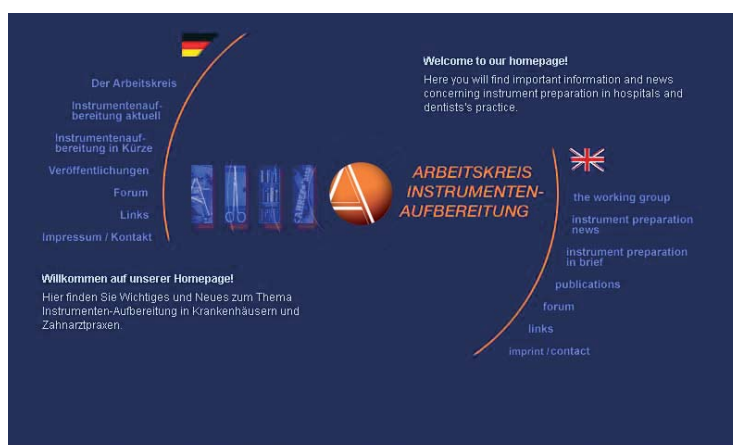 Der Arbeitskreis
Instrumentenauf-
bereitung aktuell
Instrumentenauf-
bereitung in Kürze
Veröffentlichungen
Forum
Links
Impressum / Kontakt
Willkommen auf unserer Homepage!
Hier finden Sie Wichtiges und Neues zum Thema
Instrumenten-Aufbereitung in Krankenhäusern und
Zahnarztpraxen.
ARBEITSKREIS
INSTRUMENTEN-
AUFBEREITUNG
Welcome to our homepage!
Here you will find important information and news
concerning instrument preparation in hospitals and
dentists's practice.
the working group
instrument preparation
news
instrument preparation
in brief
publications
forum
links
imprint / contact